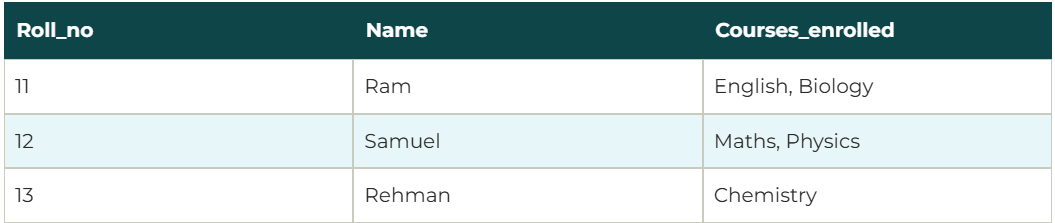 Roll_no Name Courses_enrolled
11 Ram English, Biology
12 Samuel Maths, Physics
13 Rehman Chemistry